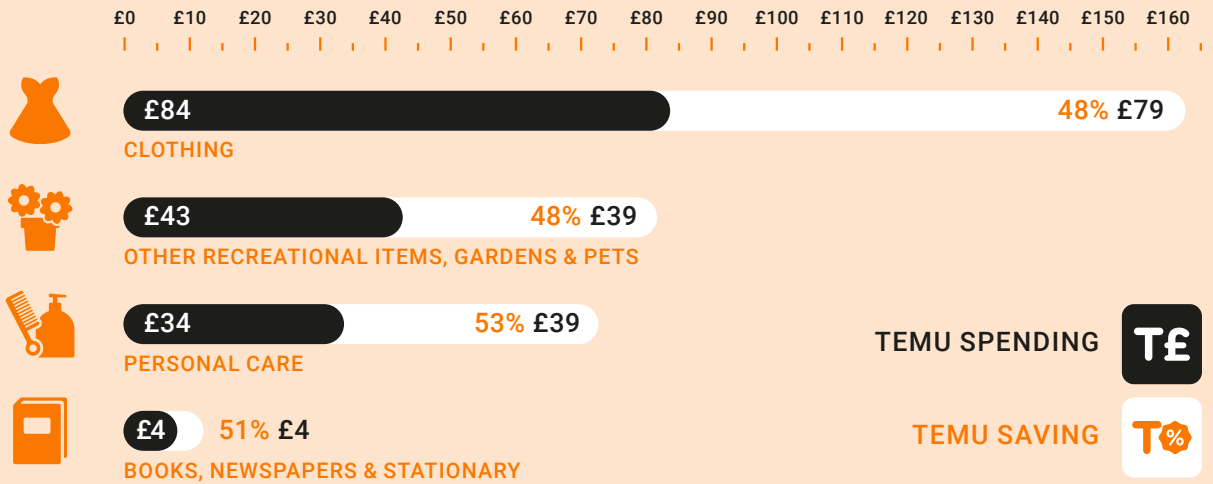 £0 £10 £20 £30 £40 £50 £60 £70 £80 £90 £100 £110 £120 £130 £140 £150 £160
£84 48% £79
CLOTHING
£43 48% £39
OTHER RECREATIONAL ITEMS, GARDENS & PETS
£34 53% £39
PERSONAL CARE
£4 51% £4
BOOKS, NEWSPAPERS & STATIONARY
TEMU SPENDING T£
TEMU SAVING T%